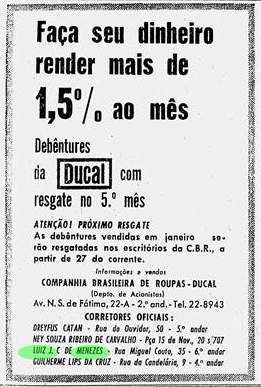 Faça seu dinheiro
render mais de
1,5% ao mês
Debêntures
da Ducal com
resgate no 5.º mês
ATENÇÃO! PRÓXIMO RESGATE
As debêntures vendidas em janeiro se-
rão resgatadas nos escritórios da C.B.R., a
partir de 27 do corrente.
Informações e vendas
COMPANHIA BRASILEIRA DE ROUPAS-DUCAL
(Depto. de Acionistas)
Av. N. S. de Fátima, 22-A - 2.º and. - Tel. 22-8943
CORRETORES OFICIAIS:
DREYFUS CATAN - Rua do Ouvidor, 50 - 5.º andar
NEY SOUZA RIBEIRO DE CARVALHO - Pça 15 de Nov., 20 s:707
LUIZ J. C DE MENEZES - Rua Miguel Couto, 35 - 6.º andar
GUILHERME LIPS DA CRUZ - Rua da Candelária, 9 - 4.º andar